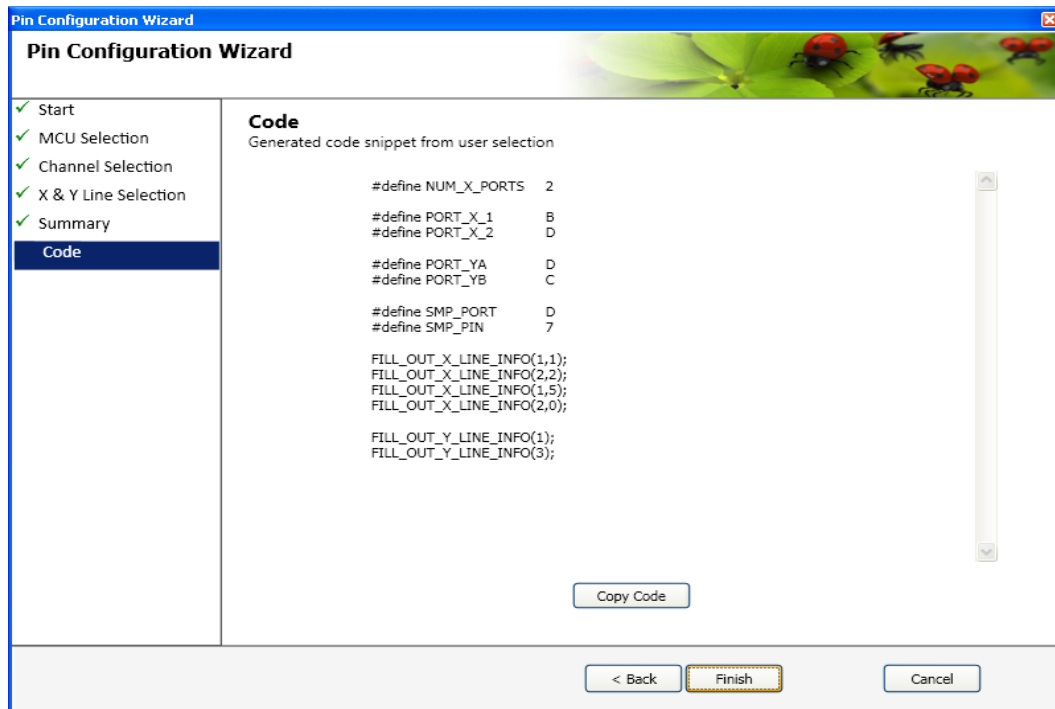 Pin Configuration Wizard
Pin Configuration Wizard
Start
MCU Selection
Channel Selection
X & Y Line Selection
Summary
Code
Code
Generated code snippet from user selection
#define NUM_X_PORTS 2
#define PORT_X_1 B
#define PORT_X_2 D
#define PORT_YA D
#define PORT_YB C
#define SMP_PORT D
#define SMP_PIN 7
FILL_OUT_X_LINE_INFO(1,1);
FILL_OUT_X_LINE_INFO(2,2);
FILL_OUT_X_LINE_INFO(1,5);
FILL_OUT_X_LINE_INFO(2,0);
FILL_OUT_Y_LINE_INFO(1);
FILL_OUT_Y_LINE_INFO(3);
Copy Code
< Back
Finish
Cancel